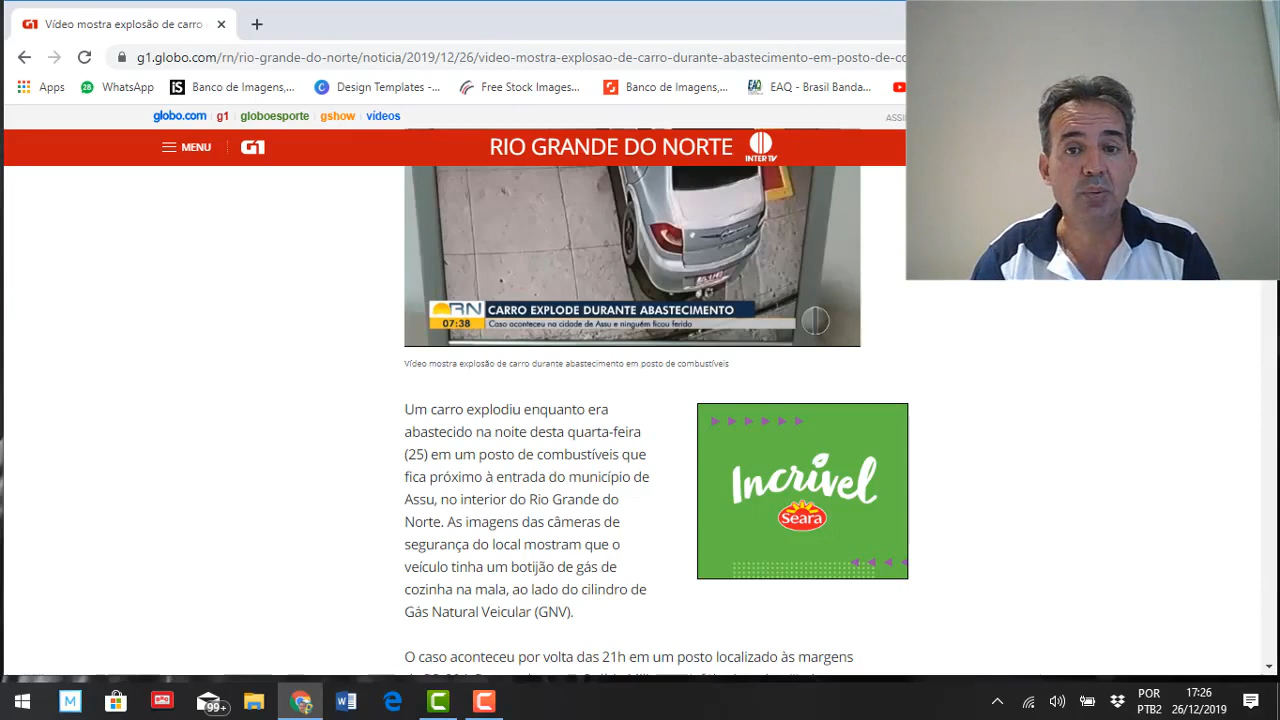 G1 Vídeo mostra explosão de carro
g1.globo.com/rn/rio-grande-do-norte/noticia/2019/12/26/video-mostra-explosao-de-carro-durante-abastecimento-em-posto-de-co
Apps 28 WhatsApp iS Banco de Imagens,... C Design Templates -... Free Stock Images... Banco de Imagens,... EAQ EAQ - Brasil Banda...
globo.com g1 globoesporte gshow vídeos ASSI
MENU G1 RIO GRANDE DO NORTE INTER TV
RN CARRO EXPLODE DURANTE ABASTECIMENTO
07:38 Caso aconteceu na cidade de Assu e ninguém ficou ferido
Vídeo mostra explosão de carro durante abastecimento em posto de combustíveis
Um carro explodiu enquanto era
abastecido na noite desta quarta-feira
(25) em um posto de combustíveis que
fica próximo à entrada do município de
Assu, no interior do Rio Grande do
Norte. As imagens das câmeras de
segurança do local mostram que o
veículo tinha um botijão de gás de
cozinha na mala, ao lado do cilindro de
Gás Natural Veicular (GNV).
Incrível
Seara
O caso aconteceu por volta das 21h em um posto localizado às margens
M 99+ W POR 17:26
PTB2 26/12/2019